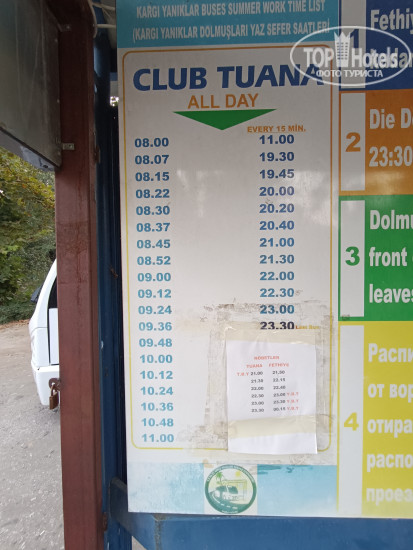 KARGI YANIKLAR BUSES SUMMER WORK TIME LIST
(KARGI YANIKLAR DOLMUŞLARI YAZ SEFER SAATLERİ
CLUB TUANA
ALL DAY
EVERY 15 MİN.
08.00 11.00
08.07 19.30
08.15 19.45
08.22 20.00
08.30 20.20
08.37 20.40
08.45 21.00
08.52 21.30
09.00 22.00
09.12 22.30
09.24 23.00
09.36 23.30
09.48
10.00
10.12
10.24
10.36
10.48
11.00
TUANA FETHİYE
1
Fethiy
2
Die D
23:30
3
Dolmu
front
leaves
4
Распи
от вор
отира
распо
проез
TOPHotels
ФОТО ТУРИСТА